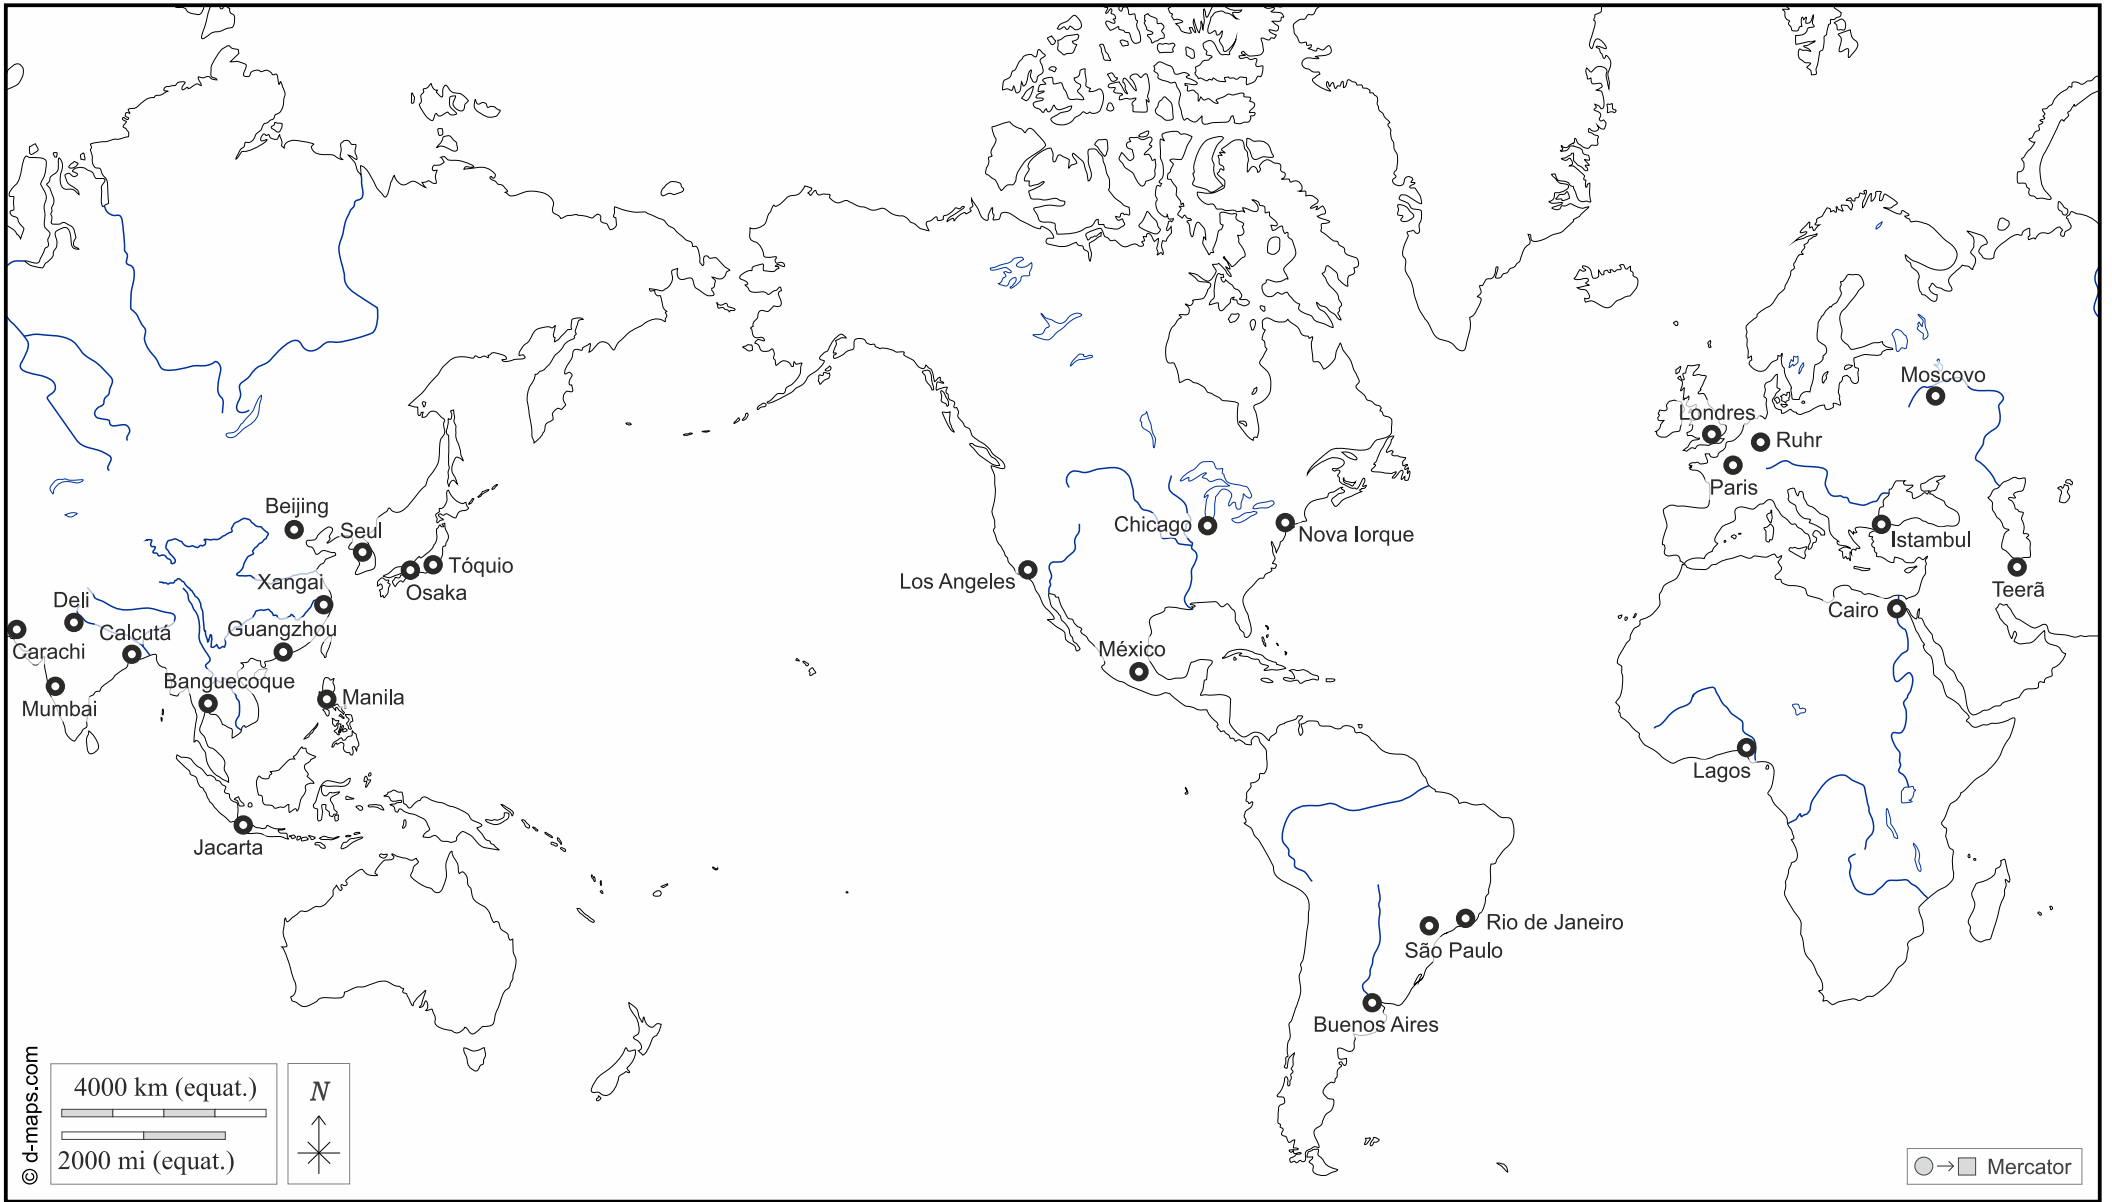 Moscovo
Londres
Ruhr
Paris
Beijing
Seul
Chicago
Nova Iorque
Istambul
Tóquio
Xangai
Los Angeles
Osaka
Teerã
Deli
Cairo
Calcutá
Guangzhou
Carachi
México
Banguecoque
Manila
Mumbai
Lagos
Jacarta
Rio de Janeiro
São Paulo
Buenos Aires
© d-maps.com
4000 km (equat.)
2000 mi (equat.)
N
Mercator